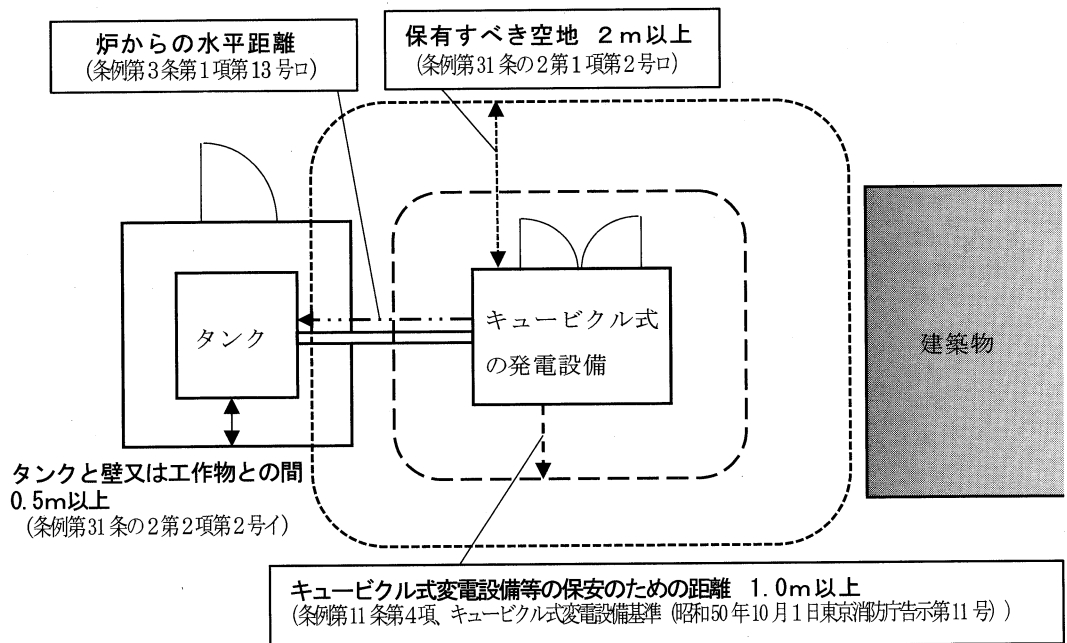 炉からの水平距離
(条例第3条第1項第13号ロ)
保有すべき空地 2m以上
(条例第31条の2第1項第2号ロ)
タンク
キュービクル式
の発電設備
建築物
タンクと壁又は工作物との間
0.5m以上
(条例第31条の2第2項第2号イ)
キュービクル式変電設備等の保安のための距離 1.0m以上
(条例第11条第4項、キュービクル式変電設備基準(昭和50年10月1日東京消防庁告示第11号))